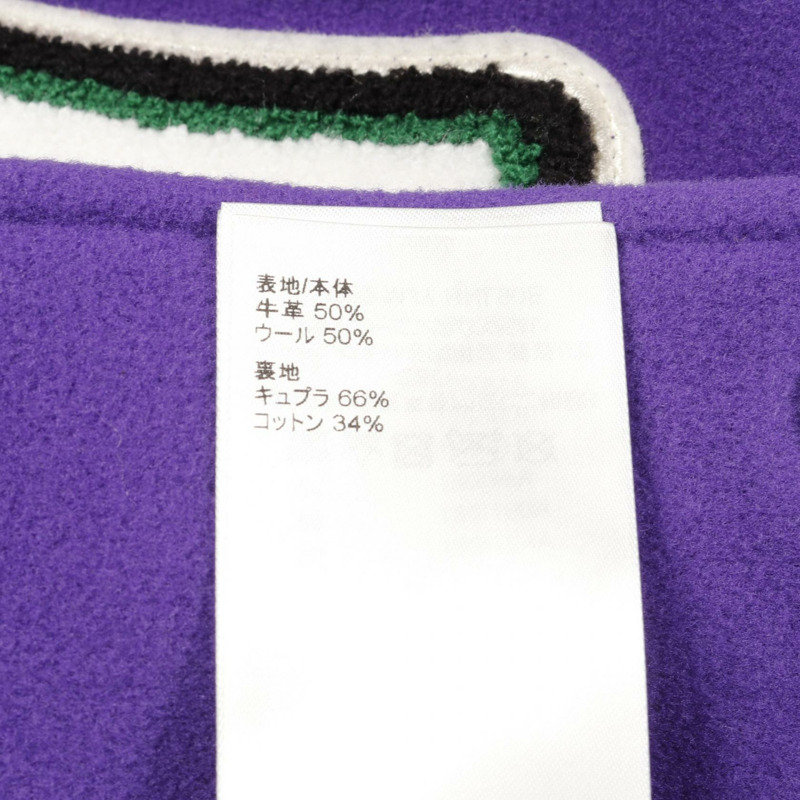 表地/本体
牛革 50%
ウール 50%
裏地
キュプラ 66%
コットン 34%